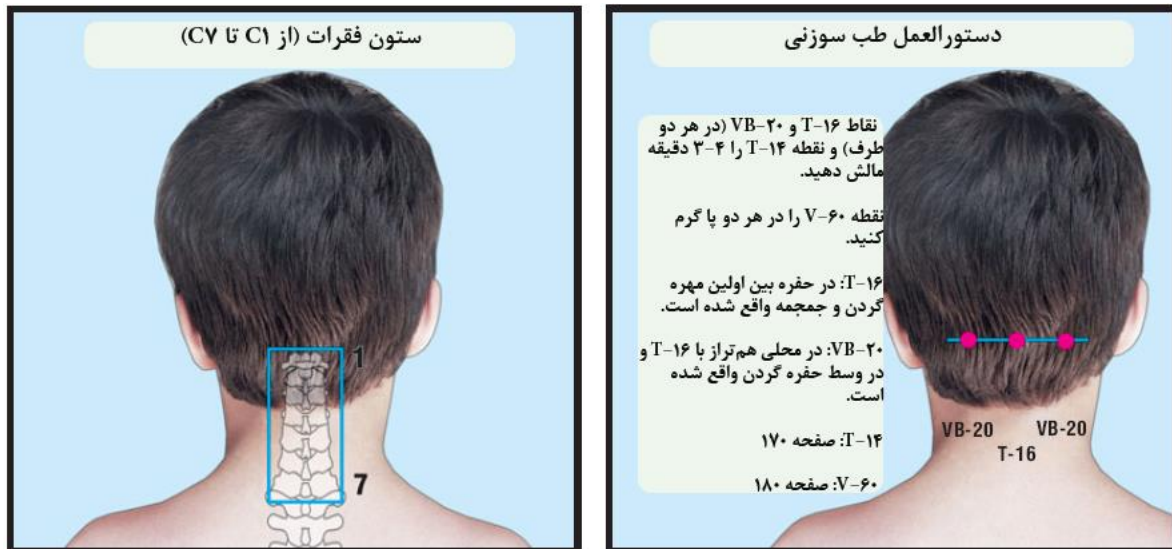 ستون فقرات (از C۱ تا C۷)
1
7
دستورالعمل طب سوزنی
نقاط T-۱۶ و VB-۲۰ (در هر دو
طرف) و نقطه T-۱۴ را ۴-۳ دقیقه
مالش دهید.
نقطه V-۶۰ را در هر دو پا گرم
کنید.
T-۱۶: در حفره بین اولین مهره
گردن و جمجمه واقع شده است.
VB-۲۰: در محلی هم‌تراز با T-۱۶ و
در وسط حفره گردن واقع شده
است.
T-۱۴: صفحه ۱۷۰
V-۶۰: صفحه ۱۸۰
VB-20 VB-20
T-16